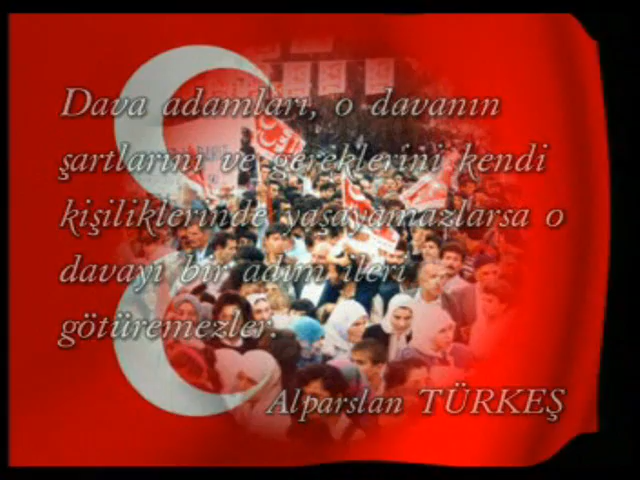 Dava adamları, o davanın
şartlarını ve gereklerini kendi
kişiliklerinde yaşayamazlarsa o
davayı bir adım ileri
götüremezler.
Alparslan TÜRKEŞ